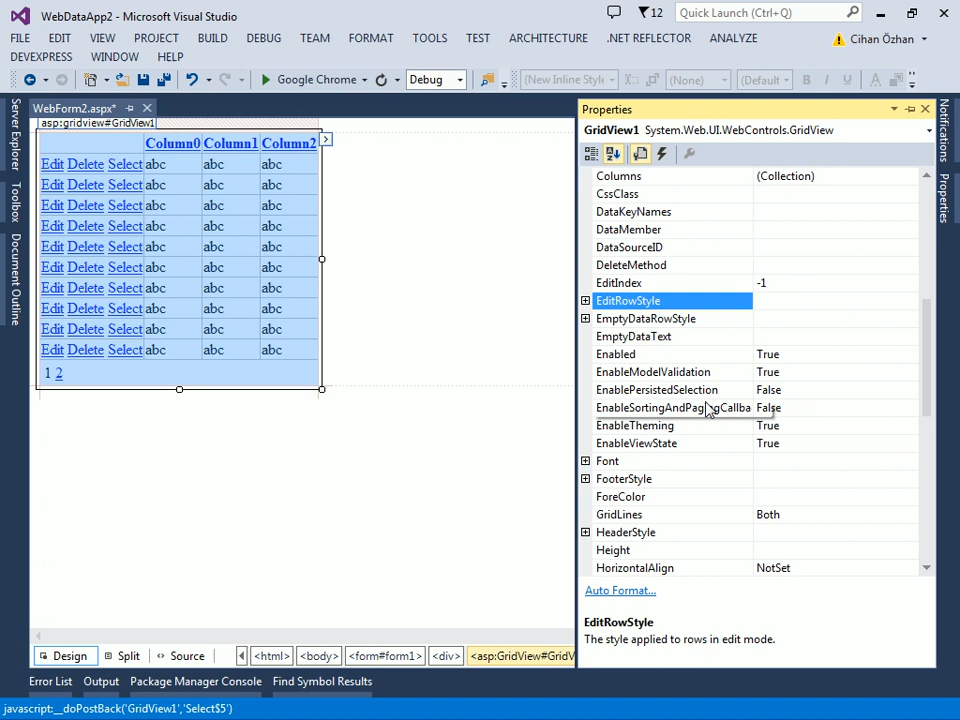 WebDataApp2 - Microsoft Visual Studio
12
Quick Launch (Ctrl+Q)
FILE EDIT VIEW PROJECT BUILD DEBUG TEAM FORMAT TOOLS TEST ARCHITECTURE .NET REFLECTOR ANALYZE
Cihan Özhan
DEVEXPRESS WINDOW HELP
Google Chrome
Debug
(New Inline Style
(None)
(Default
B I U A
Server Explorer
Toolbox
Document Outline
WebForm2.aspx*
asp:gridview#GridView1
Column0 Column1 Column2
Edit Delete Select abc abc abc
Edit Delete Select abc abc abc
Edit Delete Select abc abc abc
Edit Delete Select abc abc abc
Edit Delete Select abc abc abc
Edit Delete Select abc abc abc
Edit Delete Select abc abc abc
Edit Delete Select abc abc abc
Edit Delete Select abc abc abc
Edit Delete Select abc abc abc
1 2
Design Split Source <html> <body> <form#form1> <div> <asp:GridView#GridV
Properties
GridView1 System.Web.UI.WebControls.GridView
Columns (Collection)
CssClass
DataKeyNames
DataMember
DataSourceID
DeleteMethod
EditIndex -1
EditRowStyle
EmptyDataRowStyle
EmptyDataText
Enabled True
EnableModelValidation True
EnablePersistedSelection False
EnableSortingAndPagingCallba False
EnableTheming True
EnableViewState True
Font
FooterStyle
ForeColor
GridLines Both
HeaderStyle
Height
HorizontalAlign NotSet
Auto Format...
EditRowStyle
The style applied to rows in edit mode.
Notifications
Properties
Error List Output Package Manager Console Find Symbol Results
javascript:__doPostBack('GridView1','Select$5')